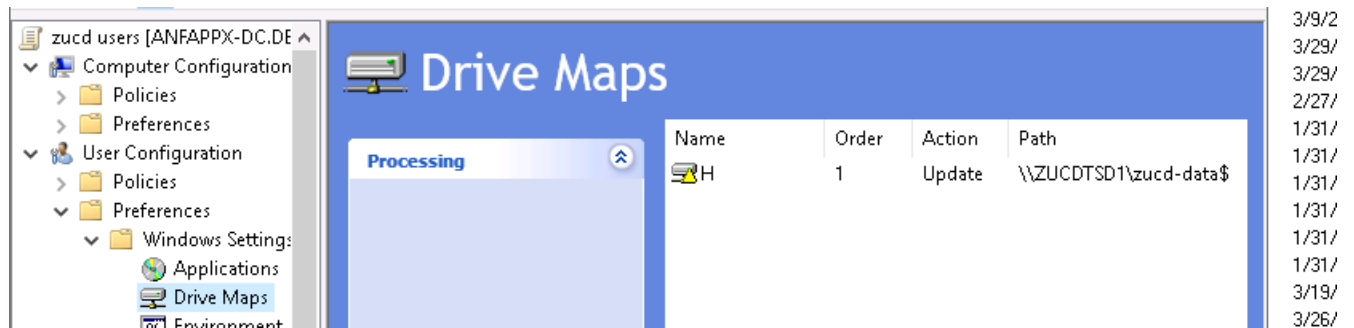 zucd users [ANFAPPX-DC.DE
Computer Configuration
Policies
Preferences
User Configuration
Policies
Preferences
Windows Settings
Applications
Drive Maps
Environment
Drive Maps
Processing
Name Order Action Path
H 1 Update \\ZUCDTSD1\zucd-data$
3/9/2
3/29/
3/29/
2/27/
1/31/
1/31/
1/31/
1/31/
1/31/
1/31/
3/19/
3/26/